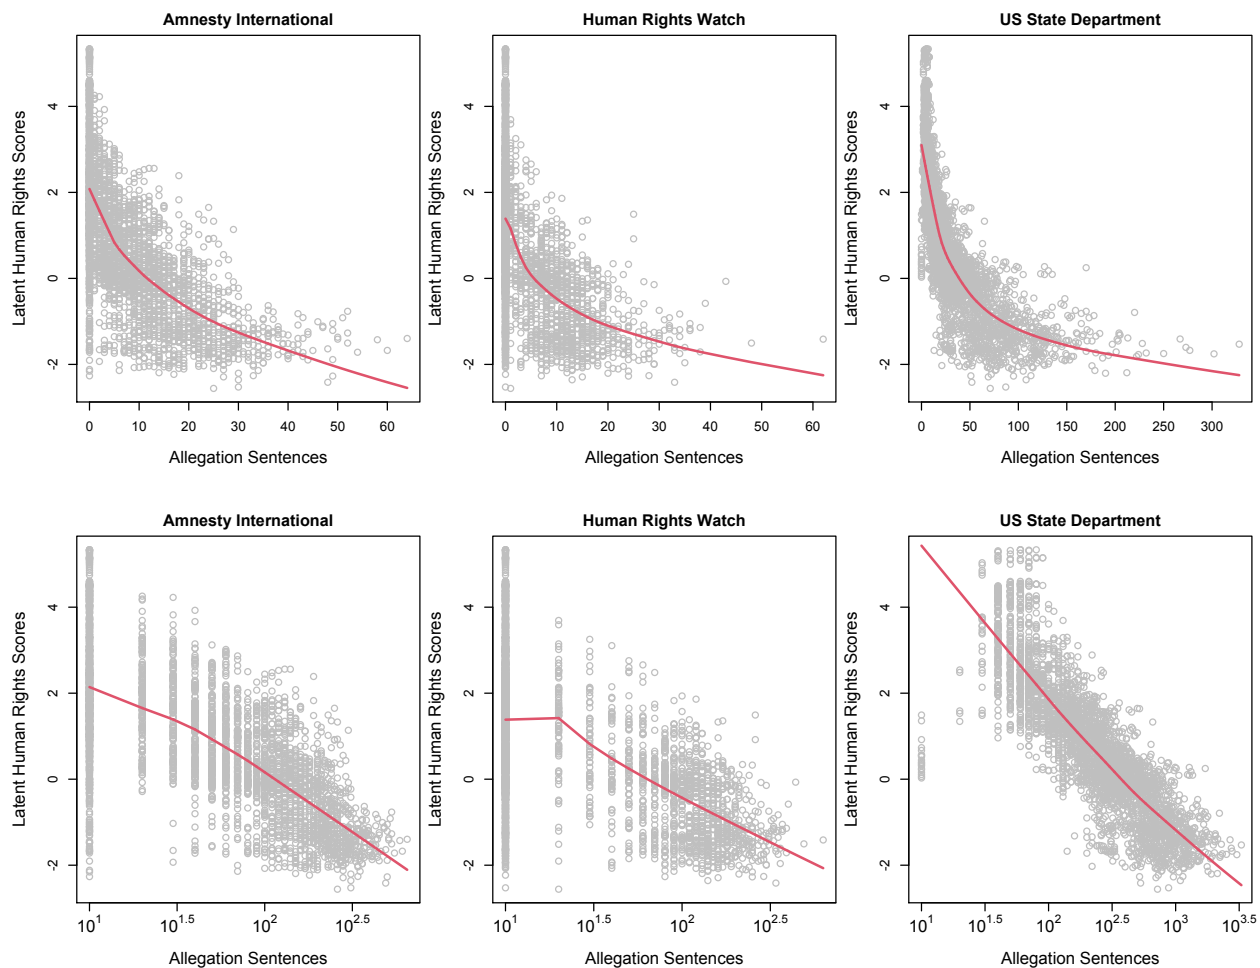 Amnesty International
Human Rights Watch
US State Department
Latent Human Rights Scores
4
2
0
-2
0 10 20 30 40 50 60
Allegation Sentences
Latent Human Rights Scores
4
2
0
-2
0 10 20 30 40 50 60
Allegation Sentences
Latent Human Rights Scores
4
2
0
-2
0 50 100 150 200 250 300
Allegation Sentences
Amnesty International
Human Rights Watch
US State Department
Latent Human Rights Scores
4
2
0
-2
10^1 10^1.5 10^2 10^2.5
Allegation Sentences
Latent Human Rights Scores
4
2
0
-2
10^1 10^1.5 10^2 10^2.5
Allegation Sentences
Latent Human Rights Scores
4
2
0
-2
10^1 10^1.5 10^2 10^2.5 10^3 10^3.5
Allegation Sentences